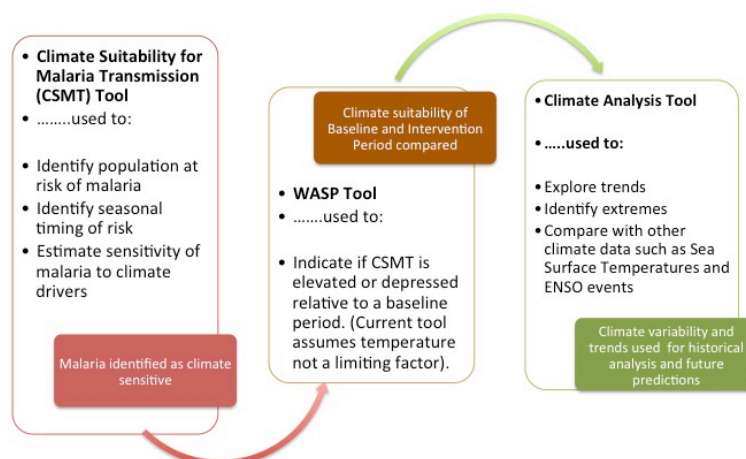 • Climate Suitability for
Malaria Transmission
(CSMT) Tool
• ........used to:
• Identify population at
risk of malaria
• Identify seasonal
timing of risk
• Estimate sensitivity of
malaria to climate
drivers
Malaria identified as climate
sensitive
Climate suitability of
Baseline and Intervention
Period compared
• WASP Tool
• .......used to:
• Indicate if CSMT is
elevated or depressed
relative to a baseline
period. (Current tool
assumes temperature
not a limiting factor).
• Climate Analysis Tool
• .....used to:
• Explore trends
• Identify extremes
• Compare with other
climate data such as Sea
Surface Temperatures and
ENSO events
Climate variability and
trends used for historical
analysis and future
predictions